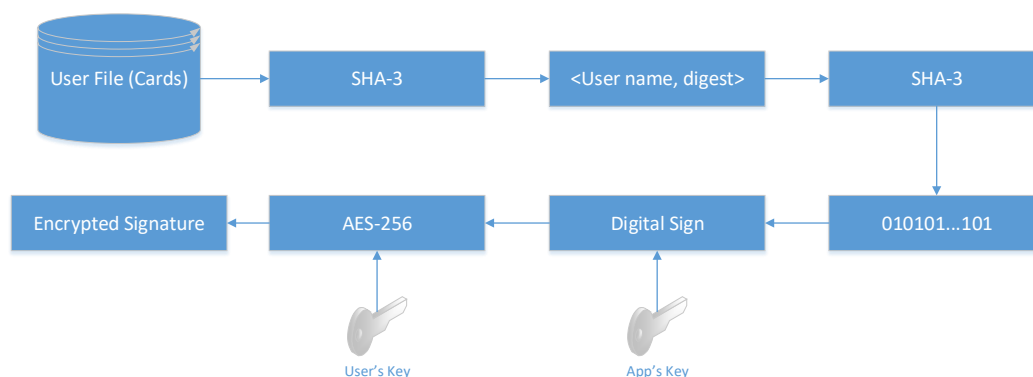 User File (Cards)
SHA-3
<User name, digest>
SHA-3
010101...101
Digital Sign
AES-256
Encrypted Signature
User's Key
App's Key